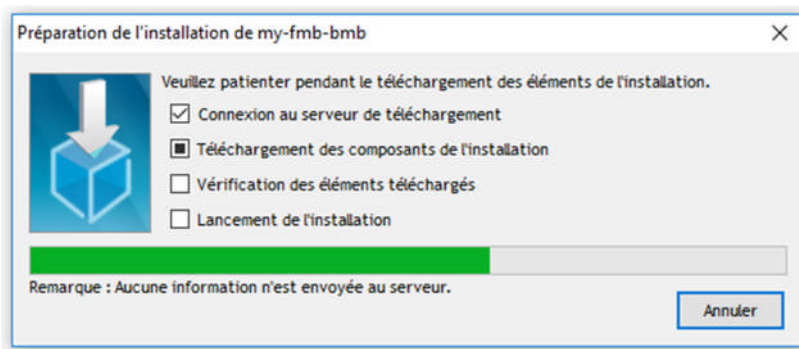 Préparation de l'installation de my-fmb-bmb
Veuillez patienter pendant le téléchargement des éléments de l'installation.
Connexion au serveur de téléchargement
Téléchargement des composants de l'installation
Vérification des éléments téléchargés
Lancement de l'installation
Remarque : Aucune information n'est envoyée au serveur.
Annuler